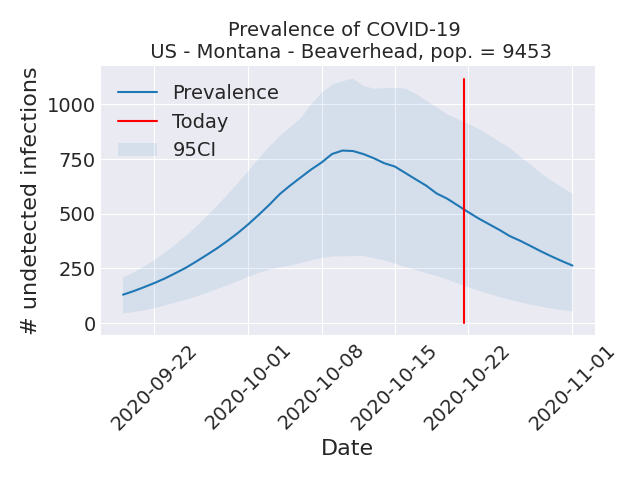 Prevalence of COVID-19
US - Montana - Beaverhead, pop. = 9453
# undetected infections
1000
750
500
250
0
Prevalence
Today
95CI
2020-09-22
2020-10-01
2020-10-08
2020-10-15
2020-10-22
2020-11-01
Date